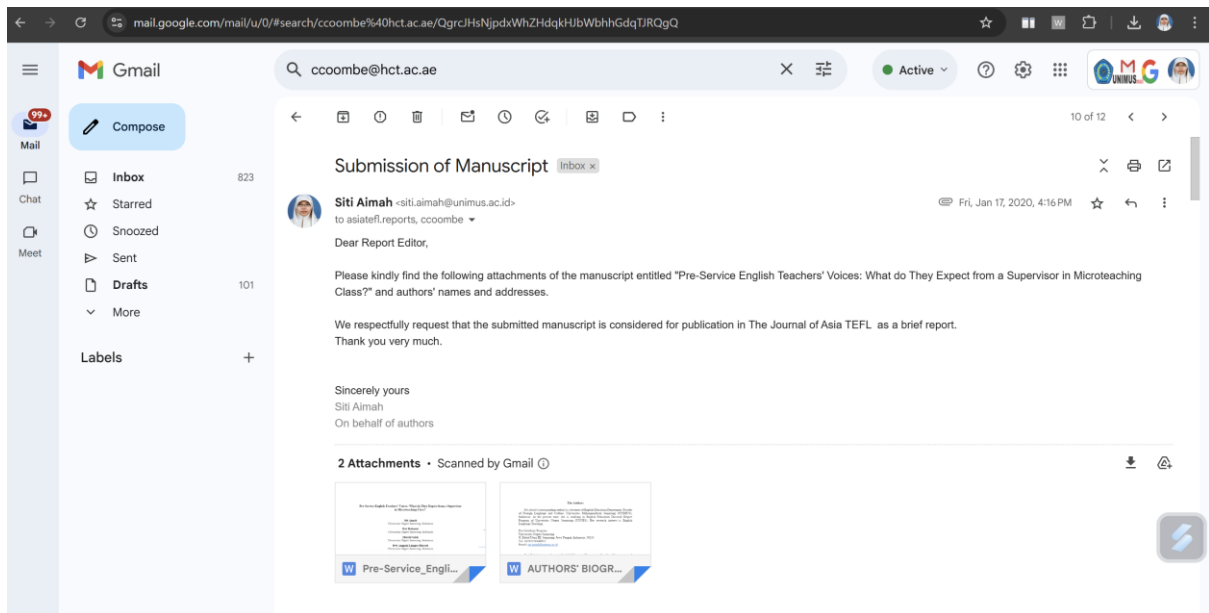 mail.google.com/mail/u/0/#search/ccoombe%40hct.ac.ae/QgrcJHsNjpdxWhZHdqkHJbWbhhGdqTJRQgQ
Gmail
ccoombe@hct.ac.ae
Active
UNIMUS
99+
Mail
Chat
Meet
Compose
Inbox 823
Starred
Snoozed
Sent
Drafts 101
More
Labels
10 of 12
Submission of Manuscript Inbox ×
Siti Aimah <siti.aimah@unimus.ac.id> Fri, Jan 17, 2020, 4:16 PM
to asiatefl.reports, ccoombe
Dear Report Editor,
Please kindly find the following attachments of the manuscript entitled "Pre-Service English Teachers' Voices: What do They Expect from a Supervisor in Microteaching
Class?" and authors' names and addresses.
We respectfully request that the submitted manuscript is considered for publication in The Journal of Asia TEFL as a brief report.
Thank you very much.
Sincerely yours
Siti Aimah
On behalf of authors
2 Attachments • Scanned by Gmail
W Pre-Service_Engli...
W AUTHORS' BIOGR...